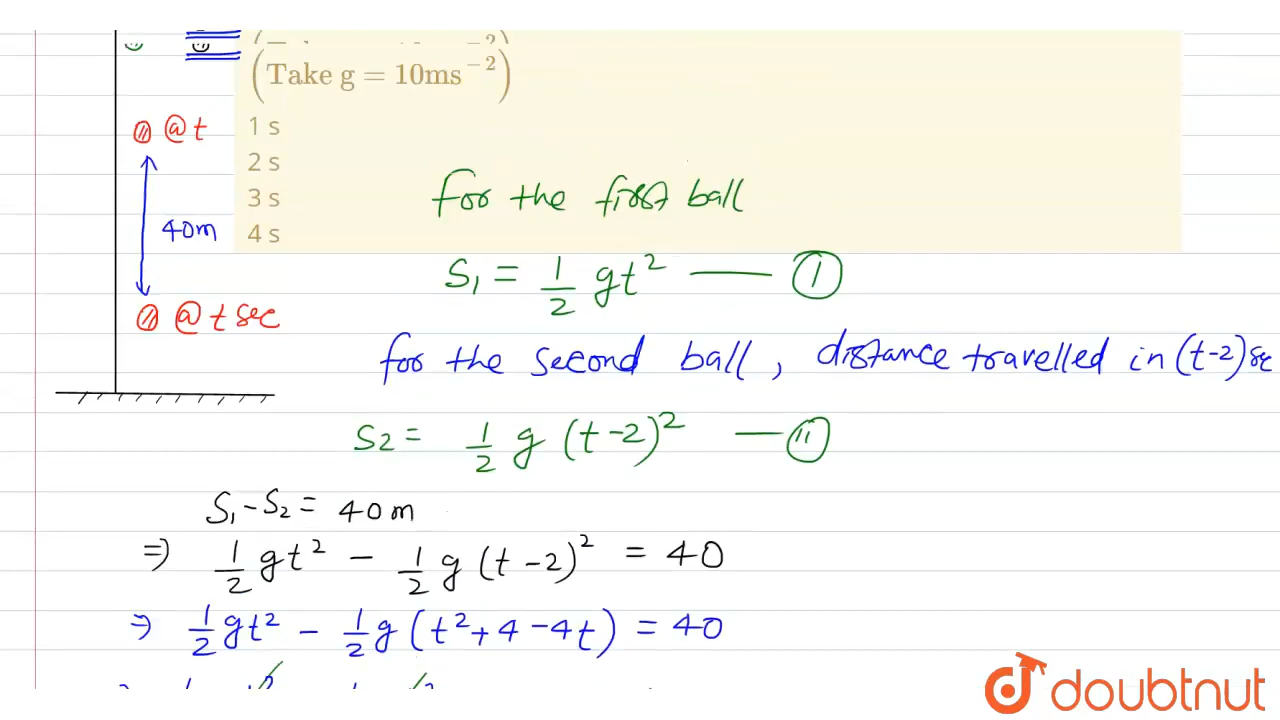 (Take g = 10ms⁻²)
@ t
1 s
2 s
3 s
4 s
for the first ball
40m
S₁ = 1/2 gt² —— ①
@ t sec
for the second ball, distance travelled in (t-2) sec
S2 = 1/2 g (t-2)² — ⑪
S₁ - S₂ = 40 m
⇒ 1/2 gt² - 1/2 g (t-2)² = 40
⇒ 1/2 gt² - 1/2 g (t²+4-4t) = 40
doubtnut